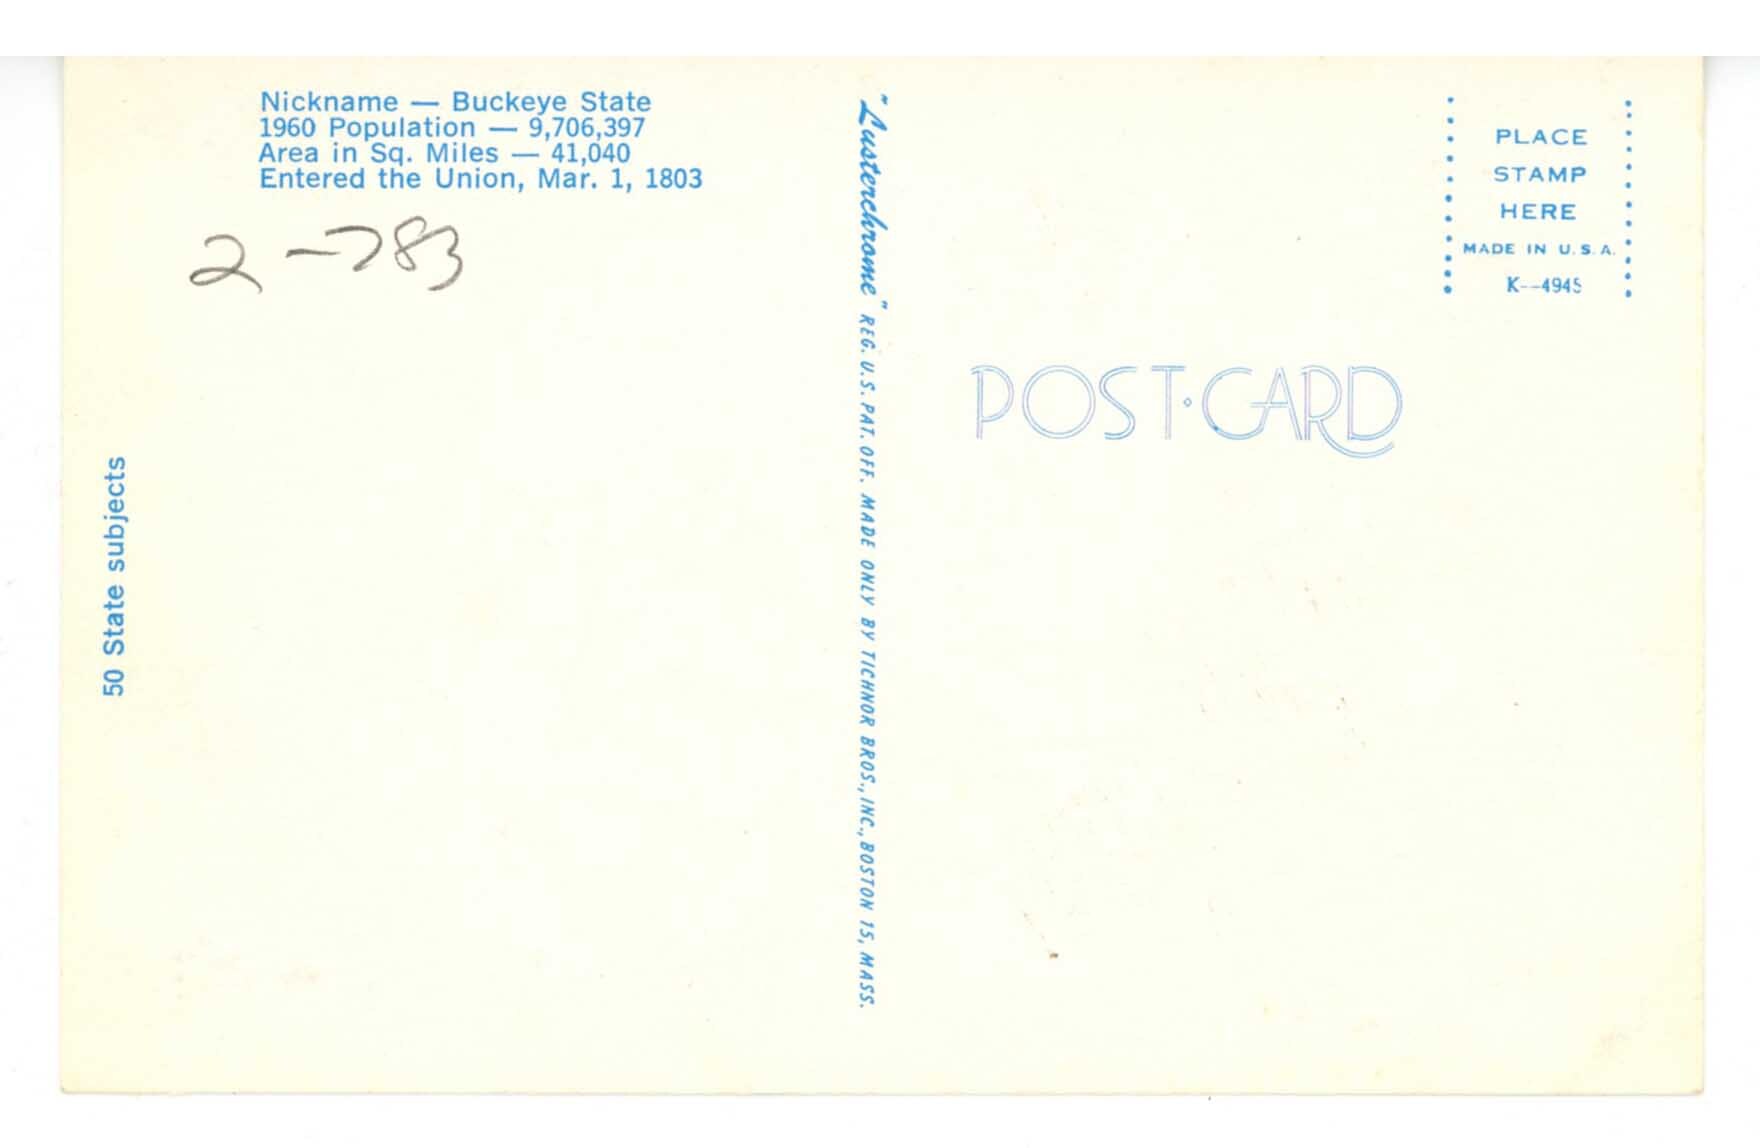 Nickname — Buckeye State
1960 Population — 9,706,397
Area in Sq. Miles — 41,040
Entered the Union, Mar. 1, 1803
2-783
50 State subjects
"Lusterchrome" REG. U.S. PAT. OFF. MADE ONLY BY TICHNOR BROS., INC., BOSTON 15, MASS.
PLACE
STAMP
HERE
MADE IN U.S.A.
K--494S
POST·CARD